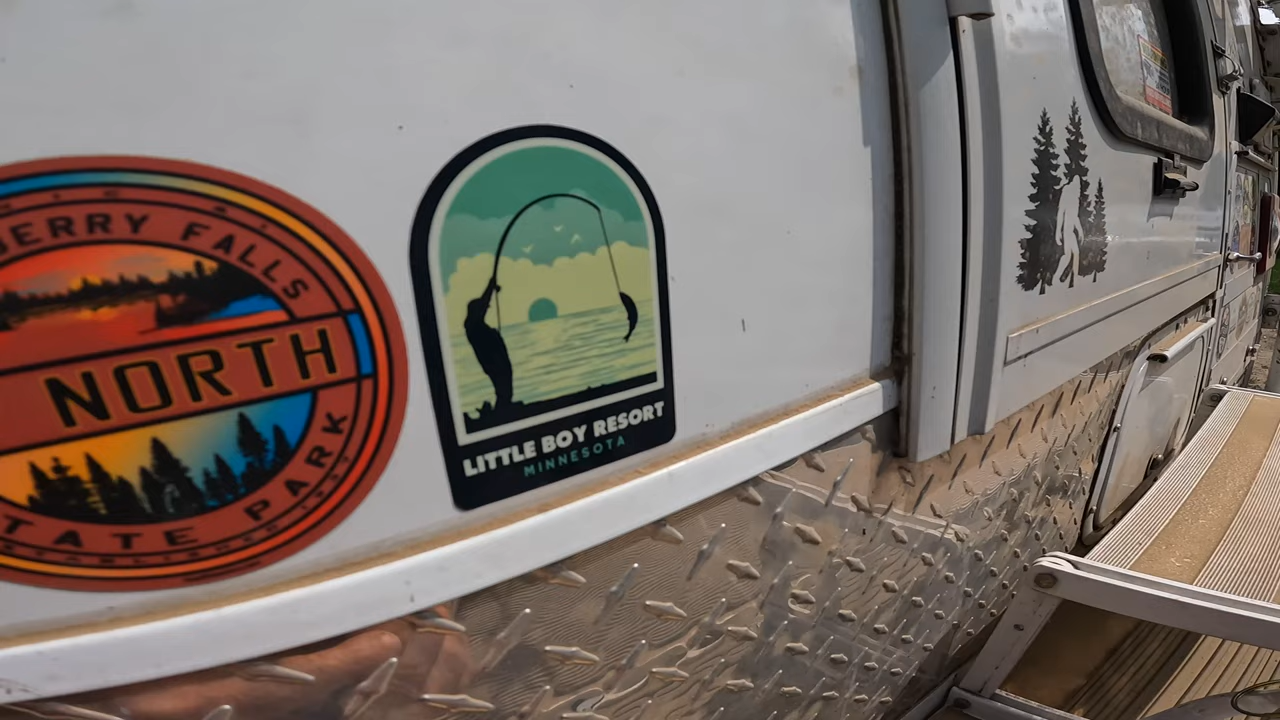 BERRY FALLS
NORTH
STATE PARK
LITTLE BOY RESORT
MINNESOTA